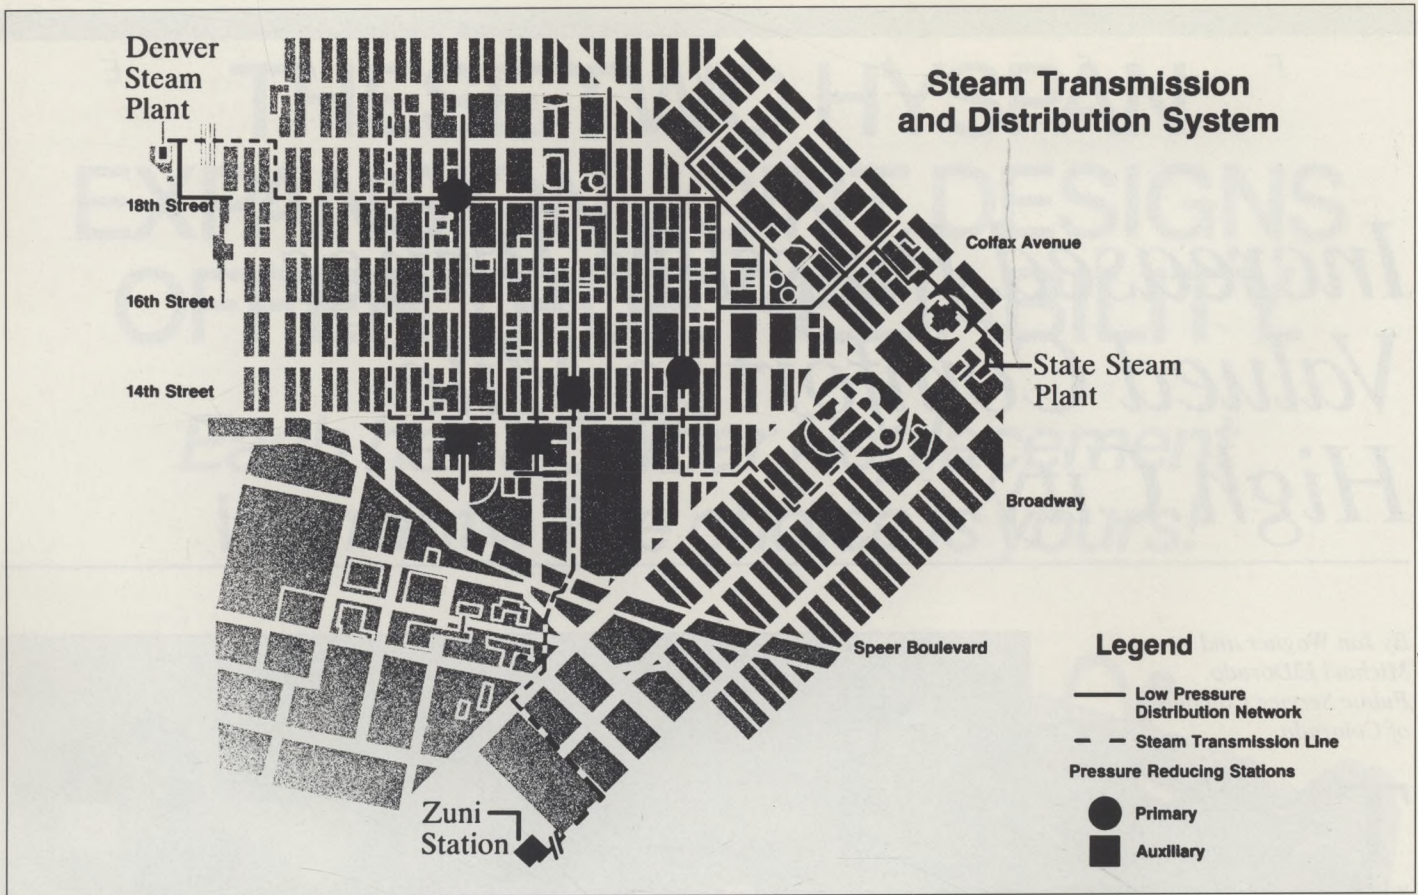 Denver
Steam
Plant
Steam Transmission
and Distribution System
18th Street
Colfax Avenue
16th Street
State Steam
Plant
14th Street
Broadway
Speer Boulevard
Legend
Low Pressure
Distribution Network
Steam Transmission Line
Pressure Reducing Stations
Primary
Auxiliary
Zuni
Station